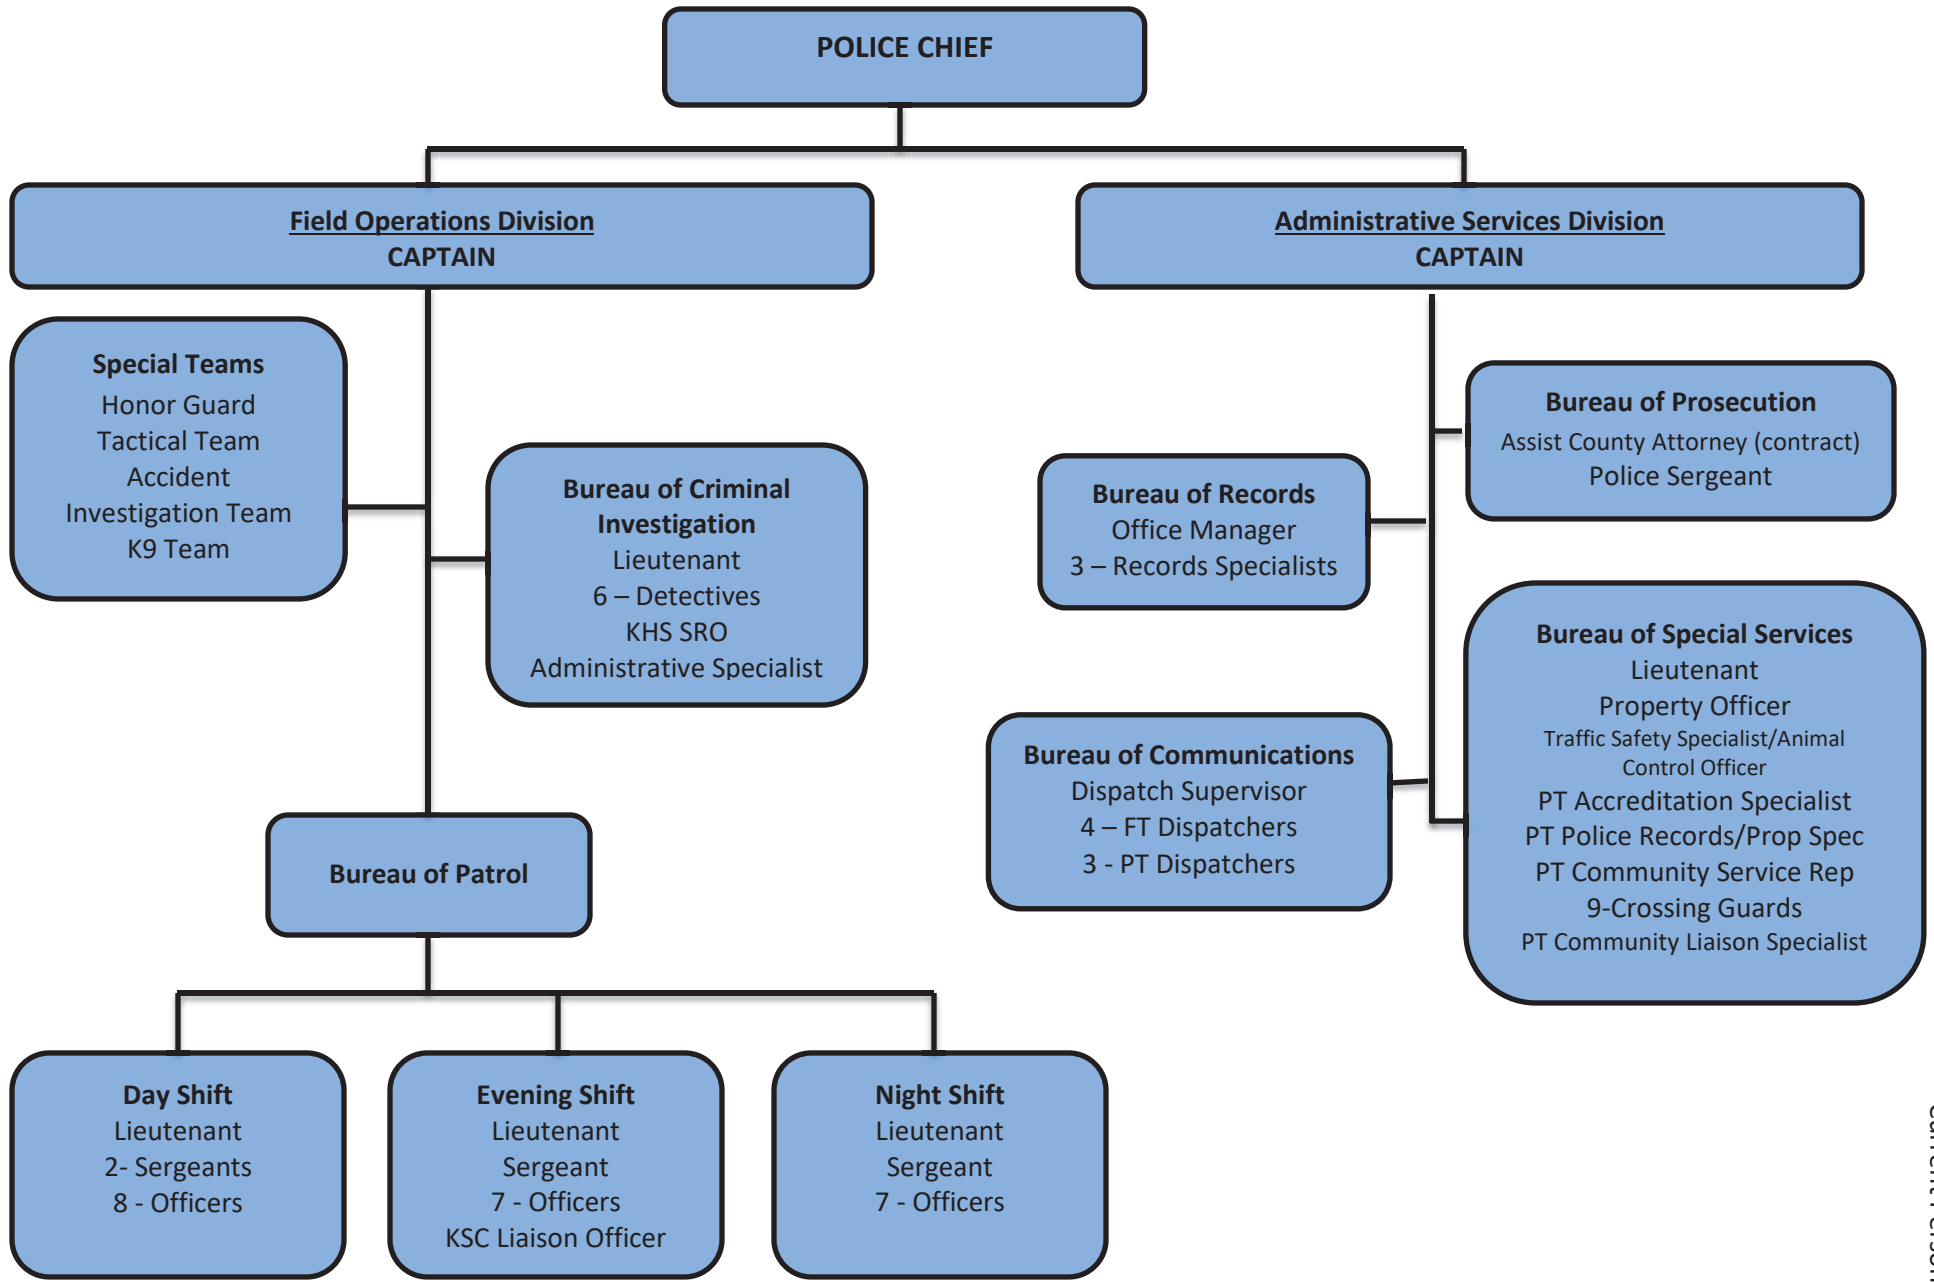 POLICE CHIEF
Field Operations Division
CAPTAIN
Administrative Services Division
CAPTAIN
Special Teams
Honor Guard
Tactical Team
Accident
Investigation Team
K9 Team
Bureau of Criminal
Investigation
Lieutenant
6 – Detectives
KHS SRO
Administrative Specialist
Bureau of Prosecution
Assist County Attorney (contract)
Police Sergeant
Bureau of Records
Office Manager
3 – Records Specialists
Bureau of Special Services
Lieutenant
Property Officer
Traffic Safety Specialist/Animal
Control Officer
PT Accreditation Specialist
PT Police Records/Prop Spec
PT Community Service Rep
9-Crossing Guards
PT Community Liaison Specialist
Bureau of Communications
Dispatch Supervisor
4 – FT Dispatchers
3 - PT Dispatchers
Bureau of Patrol
Day Shift
Lieutenant
2- Sergeants
8 - Officers
Evening Shift
Lieutenant
Sergeant
7 - Officers
KSC Liaison Officer
Night Shift
Lieutenant
Sergeant
7 - Officers